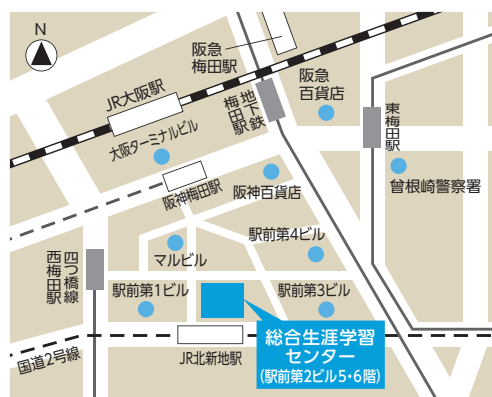 N
阪急
梅田駅
JR大阪駅
阪急
百貨店
地下鉄
梅田駅
大阪ターミナルビル
東梅田駅
曽根崎警察署
阪神梅田駅
阪神百貨店
駅前第4ビル
マルビル
四つ橋線
西梅田駅
駅前第1ビル
駅前第3ビル
総合生涯学習
センター
(駅前第2ビル5・6階)
国道2号線
JR北新地駅